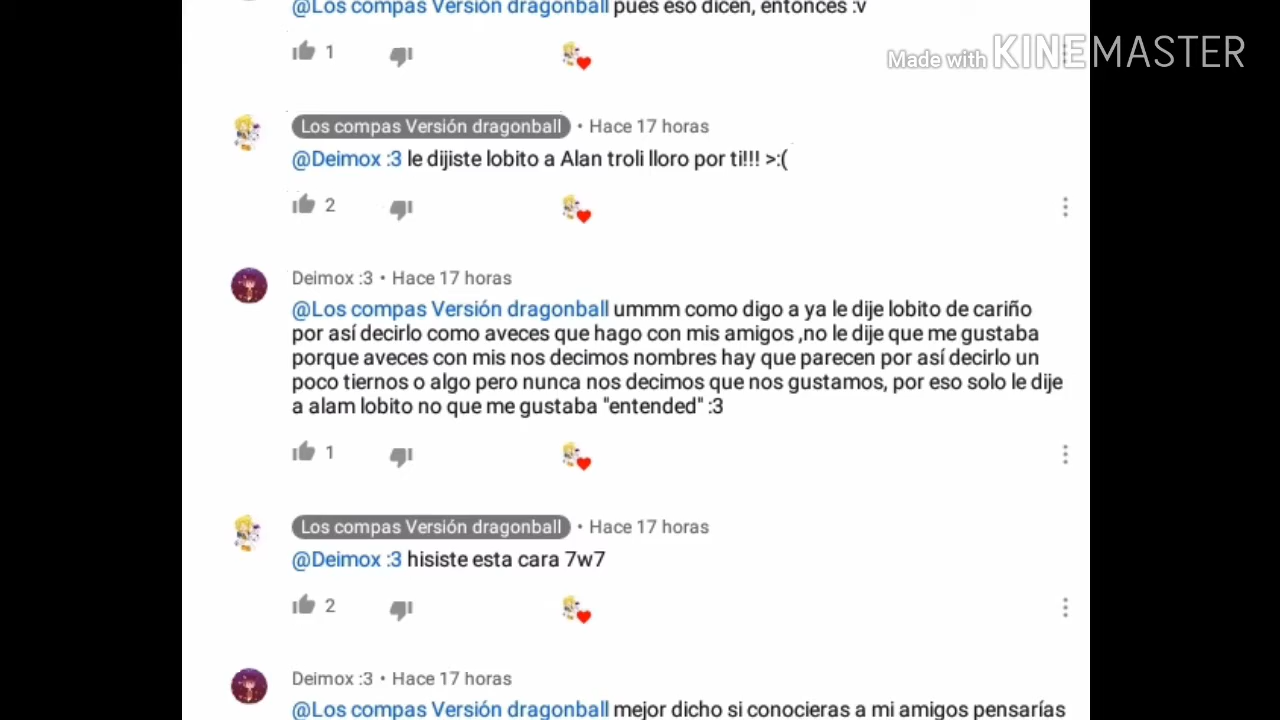 @Los compas Versión dragonball pues eso dicen, entonces :v
1
Made with KINEMASTER
Los compas Versión dragonball • Hace 17 horas
@Deimox :3 le dijiste lobito a Alan troli lloro por ti!!! >:(
2
Deimox :3 • Hace 17 horas
@Los compas Versión dragonball ummm como digo a ya le dije lobito de cariño
por así decirlo como aveces que hago con mis amigos ,no le dije que me gustaba
porque aveces con mis nos decimos nombres hay que parecen por así decirlo un
poco tiernos o algo pero nunca nos decimos que nos gustamos, por eso solo le dije
a alam lobito no que me gustaba "entended" :3
1
Los compas Versión dragonball • Hace 17 horas
@Deimox :3 hisiste esta cara 7w7
2
Deimox :3 • Hace 17 horas
@Los compas Versión dragonball mejor dicho si conocieras a mi amigos pensarías